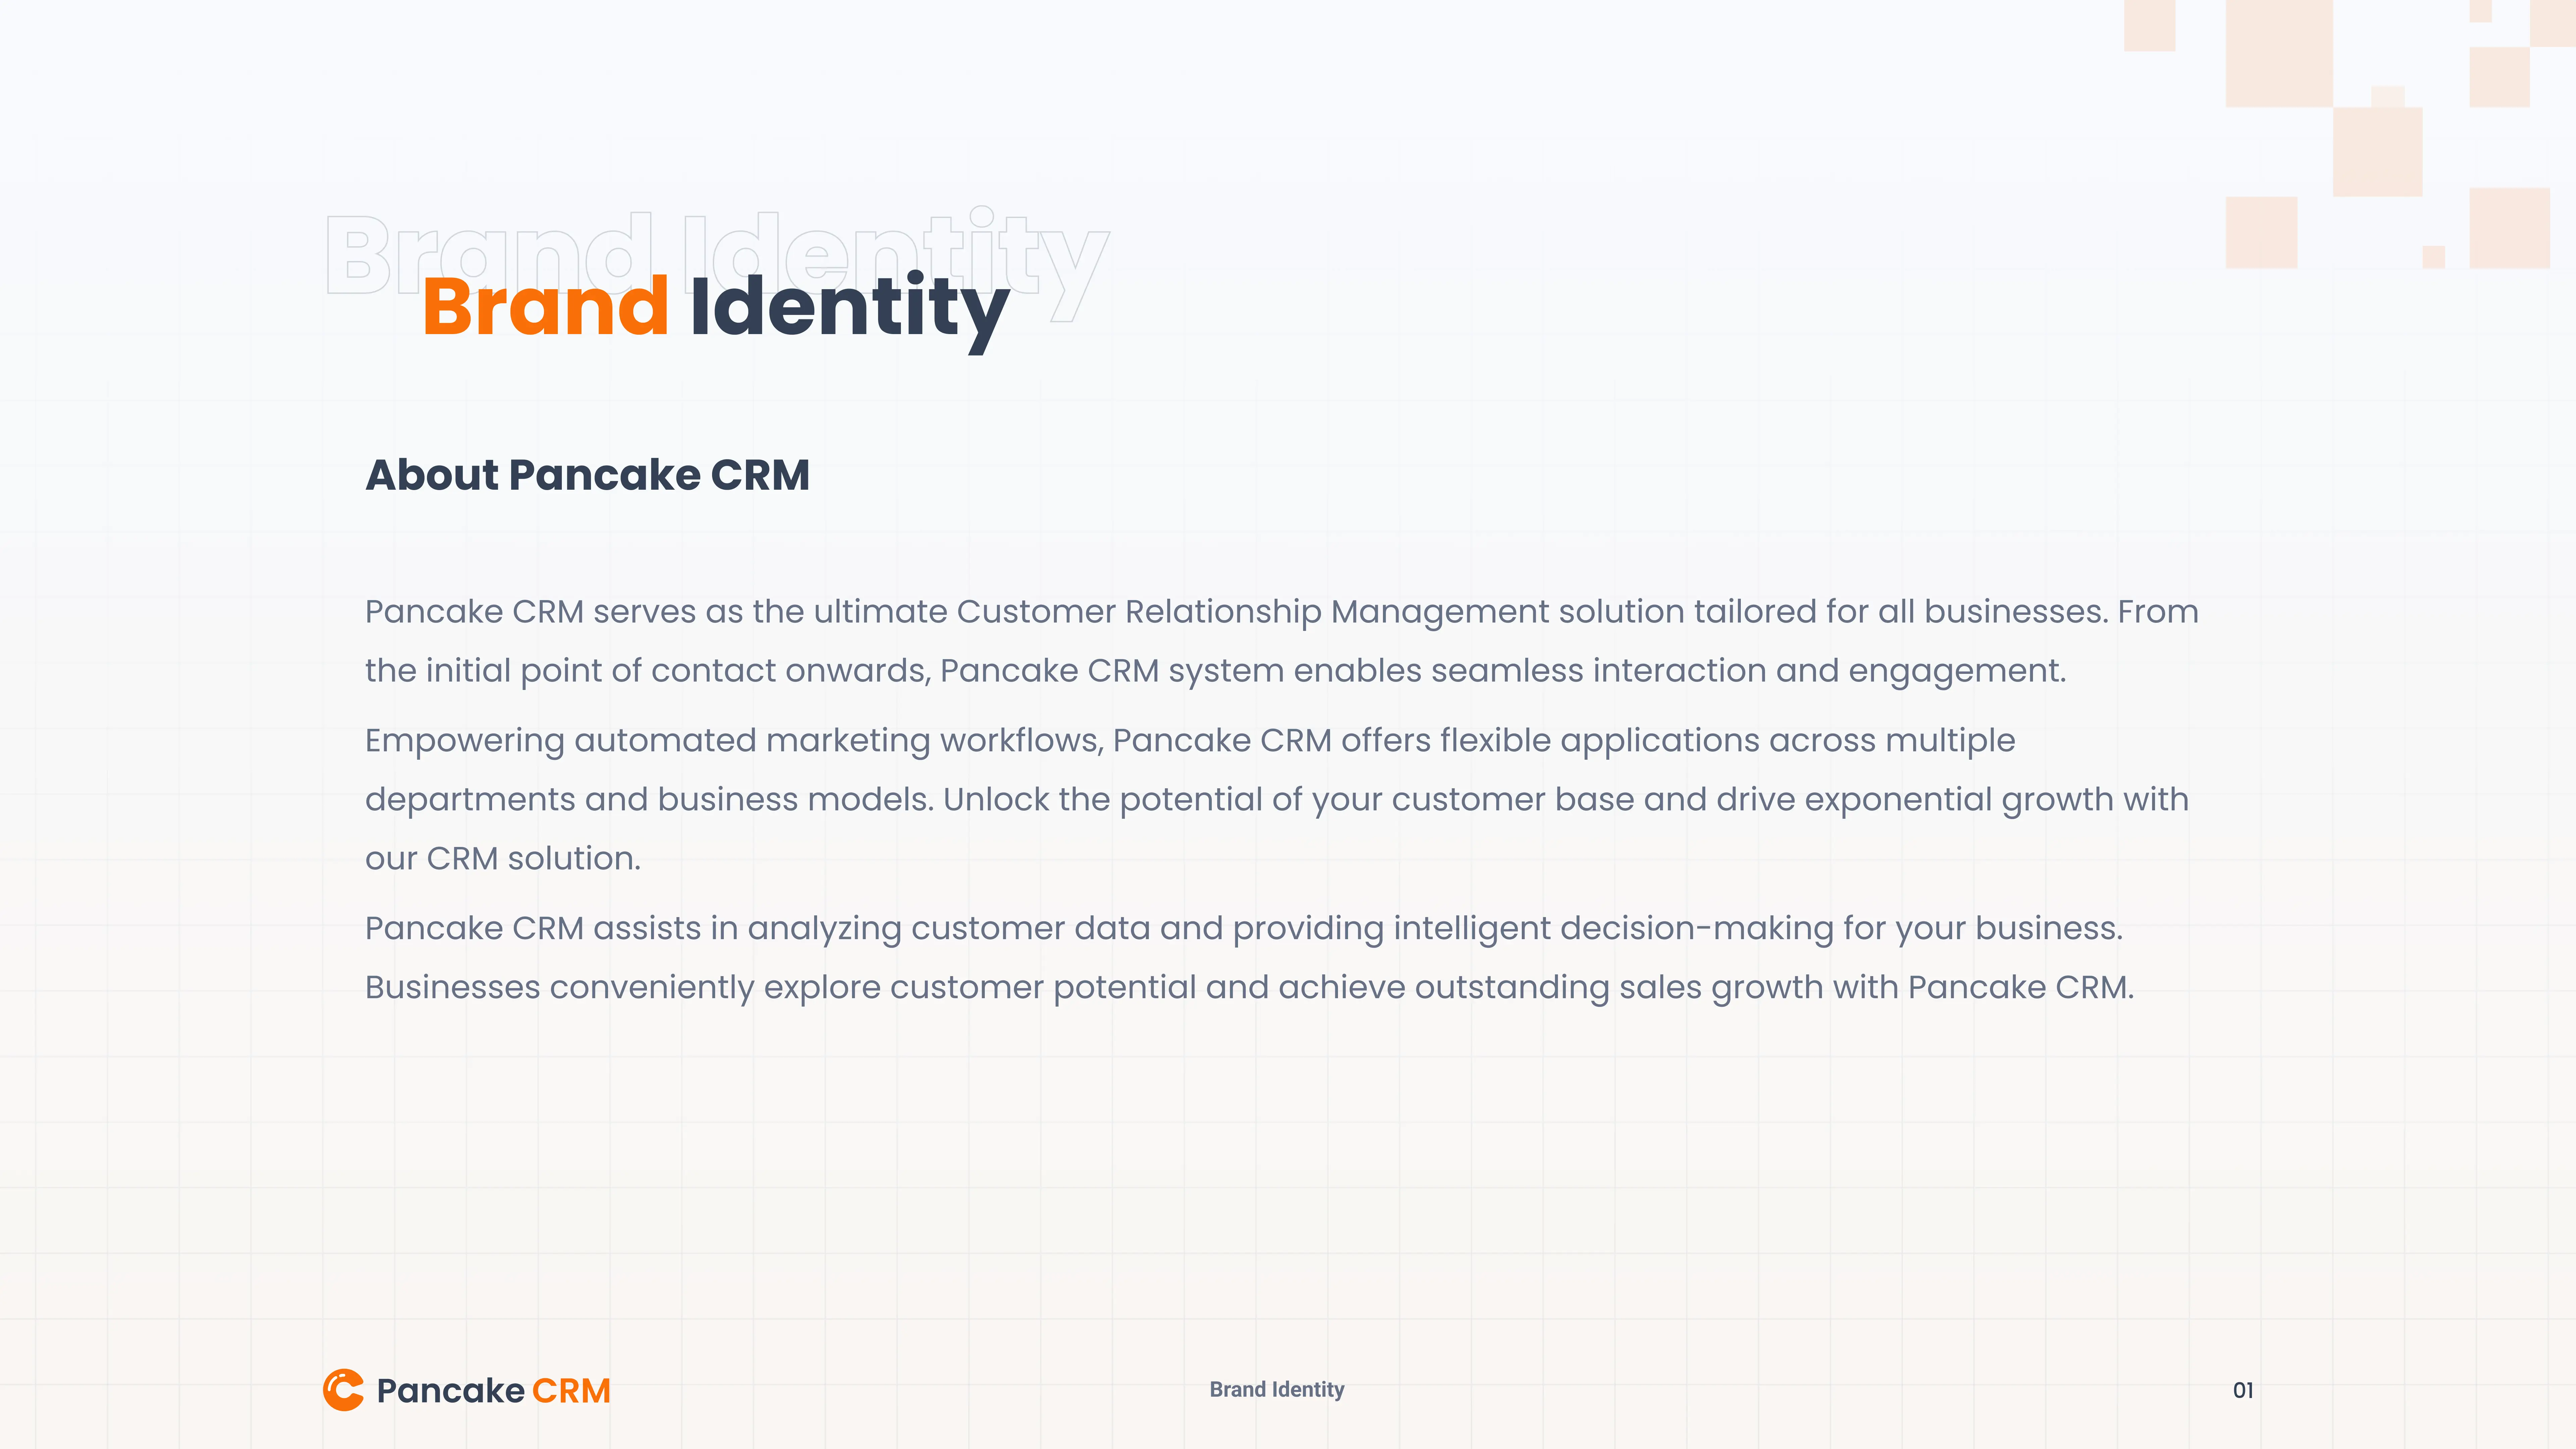 Brand Identity
Brand Identity
About Pancake CRM
Pancake CRM serves as the ultimate Customer Relationship Management solution tailored for all businesses. From
the initial point of contact onwards, Pancake CRM system enables seamless interaction and engagement.
Empowering automated marketing workflows, Pancake CRM offers flexible applications across multiple
departments and business models. Unlock the potential of your customer base and drive exponential growth with
our CRM solution.
Pancake CRM assists in analyzing customer data and providing intelligent decision-making for your business.
Businesses conveniently explore customer potential and achieve outstanding sales growth with Pancake CRM.
Pancake CRM
Brand Identity
01